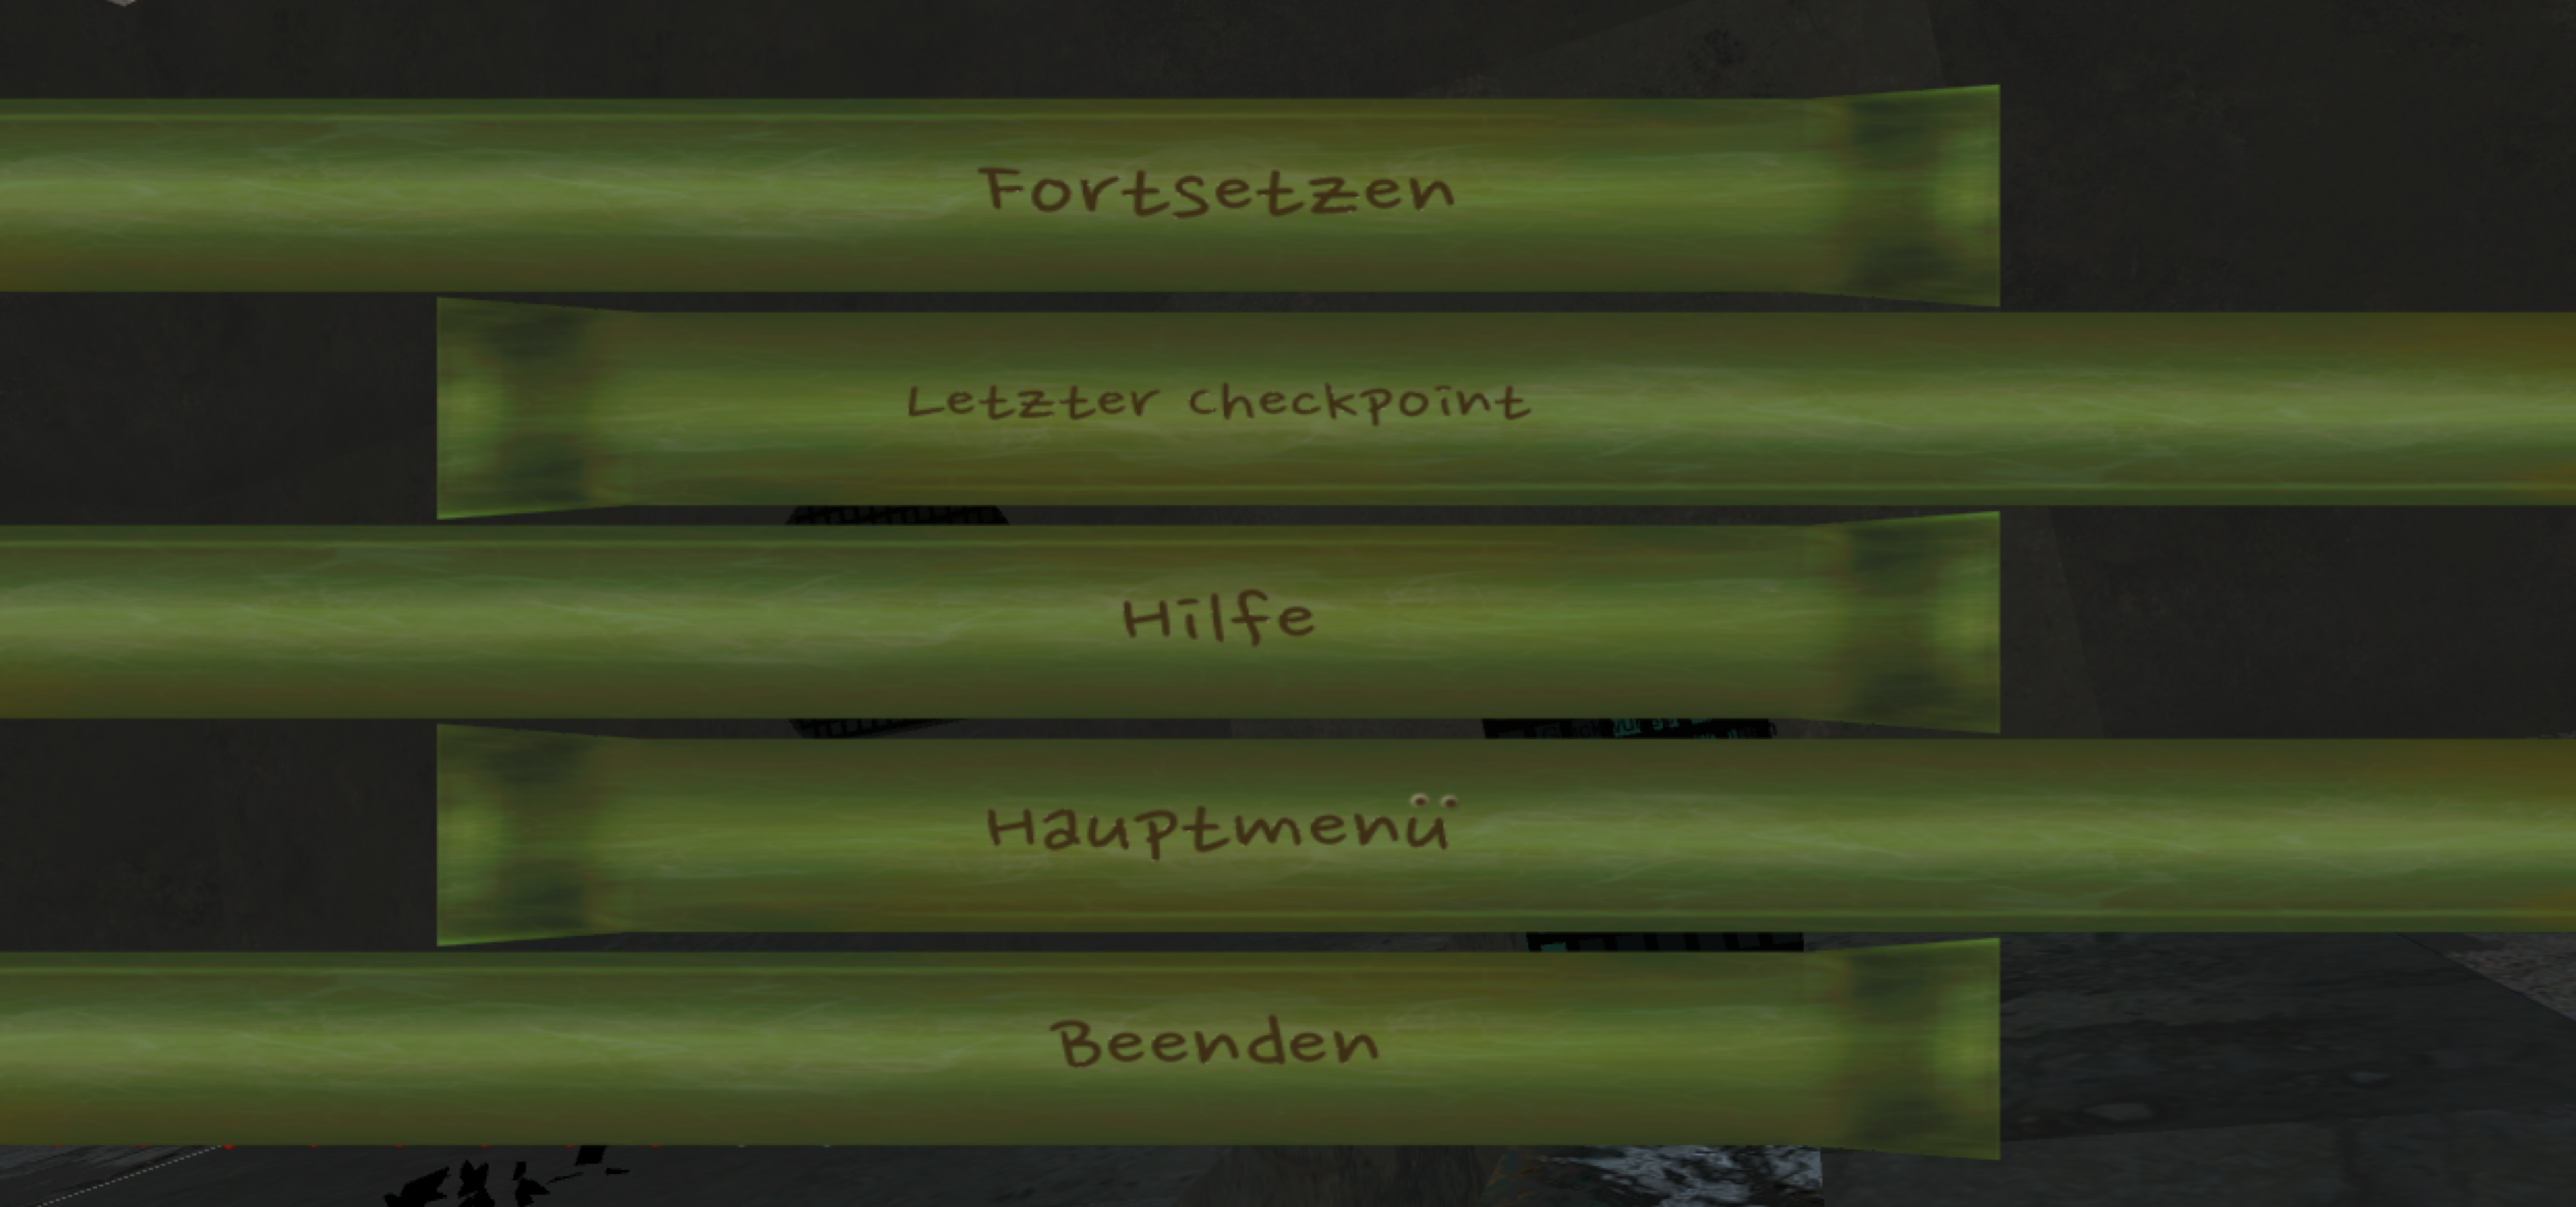 Fortsetzen
Letzter Checkpoint
Hilfe
Hauptmenü
Beenden